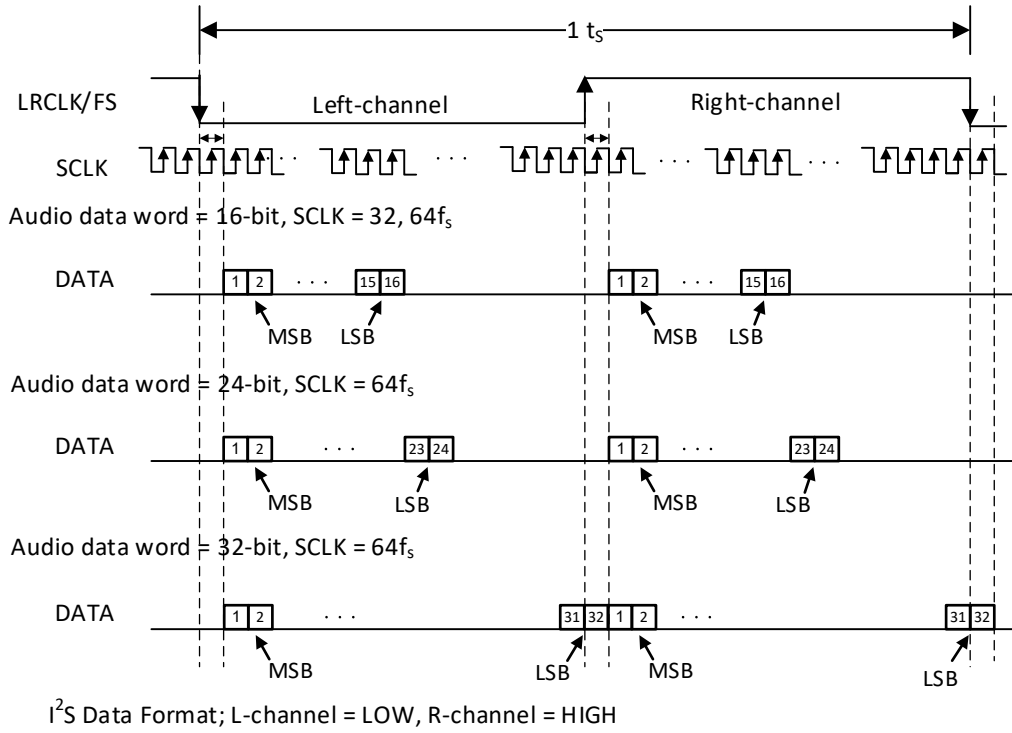 1 tS
LRCLK/FS
Left-channel
Right-channel
SCLK
. . .
. . .
. . .
. . .
Audio data word = 16-bit, SCLK = 32, 64fs
DATA
1 2 . . . 15 16 1 2 . . . 15 16
MSB LSB MSB LSB
Audio data word = 24-bit, SCLK = 64fs
DATA
1 2 . . . 23 24 1 2 . . . 23 24
MSB LSB MSB LSB
Audio data word = 32-bit, SCLK = 64fs
DATA
1 2 . . . 31 32 1 2 . . . 31 32
MSB LSB MSB LSB
I²S Data Format; L-channel = LOW, R-channel = HIGH